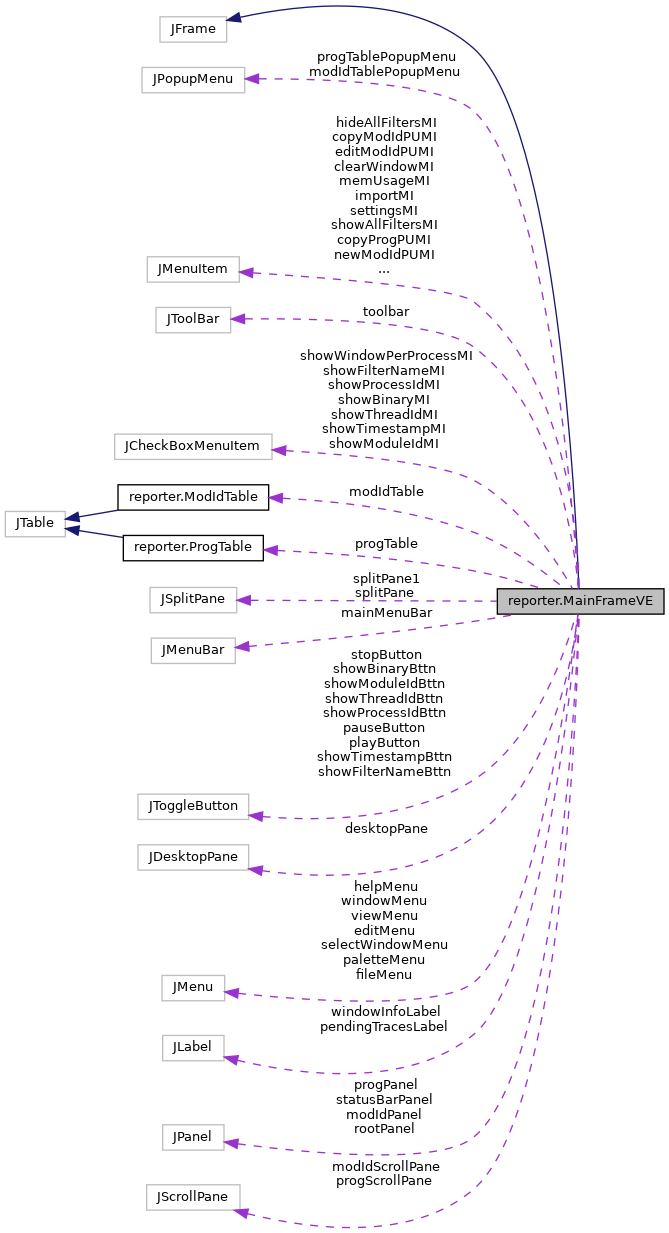 JFrame
progTablePopupMenu
modIdTablePopupMenu
JPopupMenu
hideAllFiltersMI
copyModIdPUMI
editModIdPUMI
clearWindowMI
memUsageMI
importMI
settingsMI
showAllFiltersMI
copyProgPUMI
newModIdPUMI
...
JMenuItem
toolbar
JToolBar
showWindowPerProcessMI
showFilterNameMI
showProcessIdMI
showBinaryMI
showThreadIdMI
showTimestampMI
showModuleIdMI
JCheckBoxMenuItem
modIdTable
reporter.ModIdTable
JTable
progTable
reporter.ProgTable
splitPane1
splitPane
JSplitPane
reporter.MainFrameVE
mainMenuBar
JMenuBar
stopButton
showBinaryBttn
showModuleIdBttn
showThreadIdBttn
showProcessIdBttn
pauseButton
playButton
showTimestampBttn
showFilterNameBttn
JToggleButton
desktopPane
JDesktopPane
helpMenu
windowMenu
viewMenu
editMenu
selectWindowMenu
paletteMenu
fileMenu
JMenu
windowInfoLabel
pendingTracesLabel
JLabel
progPanel
statusBarPanel
modIdPanel
rootPanel
JPanel
modIdScrollPane
progScrollPane
JScrollPane